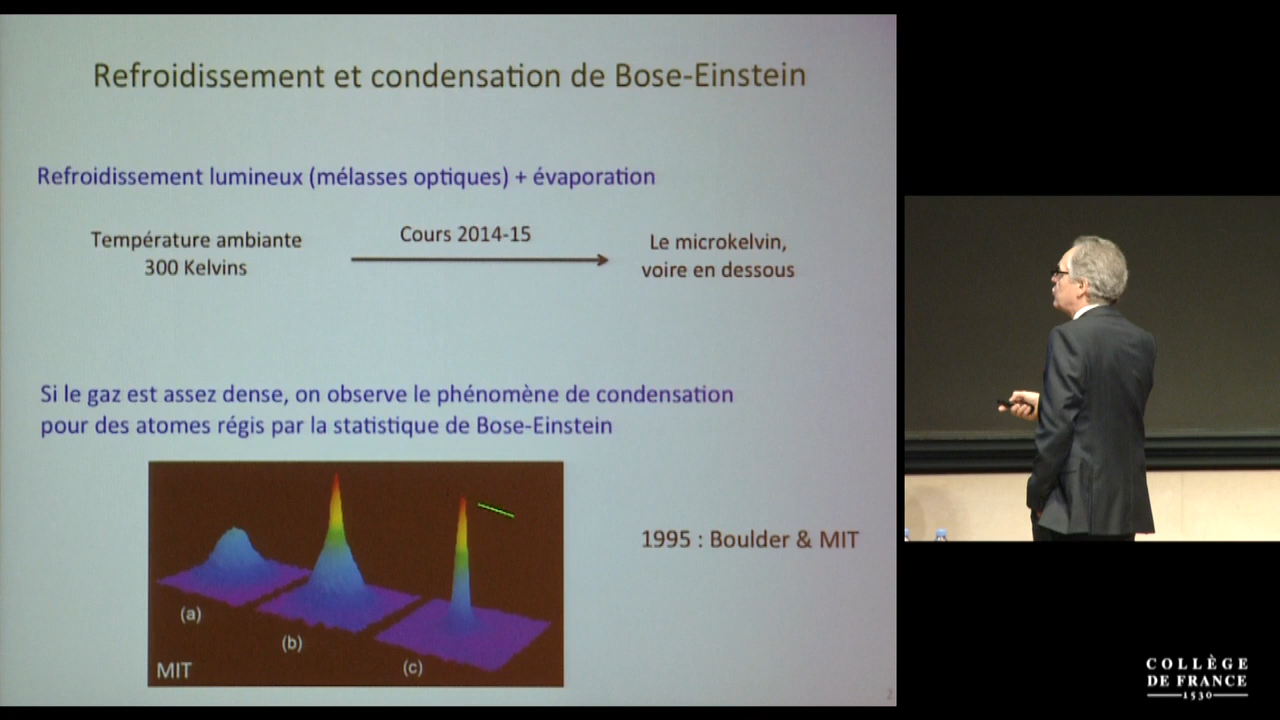 Refroidissement et condensation de Bose-Einstein
Refroidissement lumineux (mélasses optiques) + évaporation
Température ambiante
300 Kelvins
Cours 2014-15
Le microkelvin,
voire en dessous
Si le gaz est assez dense, on observe le phénomène de condensation
pour des atomes régis par la statistique de Bose-Einstein
(a)
(b)
(c)
MIT
1995 : Boulder & MIT
2
COLLÈGE
DE FRANCE
1530